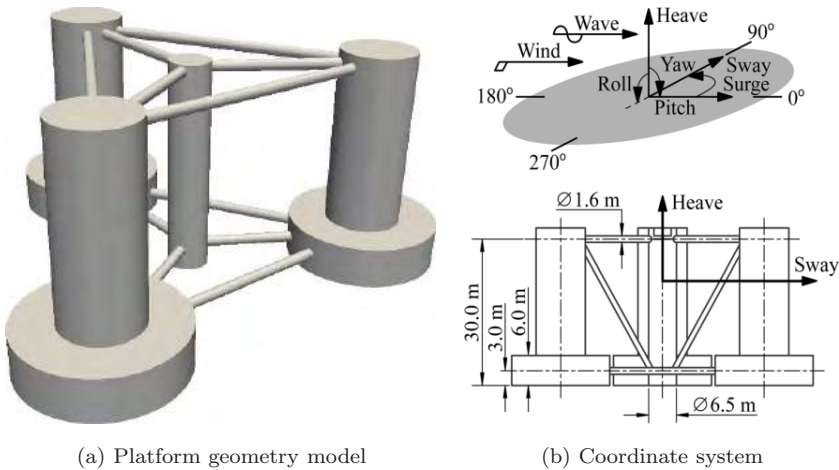 Heave
Wave
90°
Wind
Yaw
Sway
Roll
Surge
180°
0°
Pitch
270°
Heave
Ø1.6 m
Sway
30.0 m
3.0 m
6.0 m
Ø6.5 m
(a) Platform geometry model
(b) Coordinate system